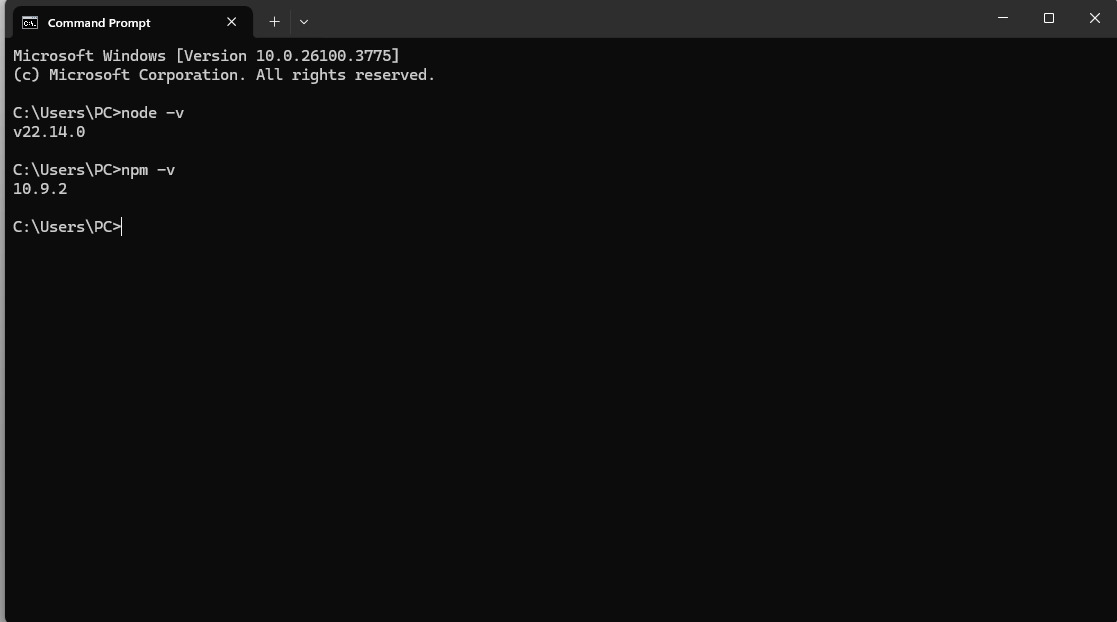 Command Prompt
Microsoft Windows [Version 10.0.26100.3775]
(c) Microsoft Corporation. All rights reserved.
C:\Users\PC>node -v
v22.14.0
C:\Users\PC>npm -v
10.9.2
C:\Users\PC>